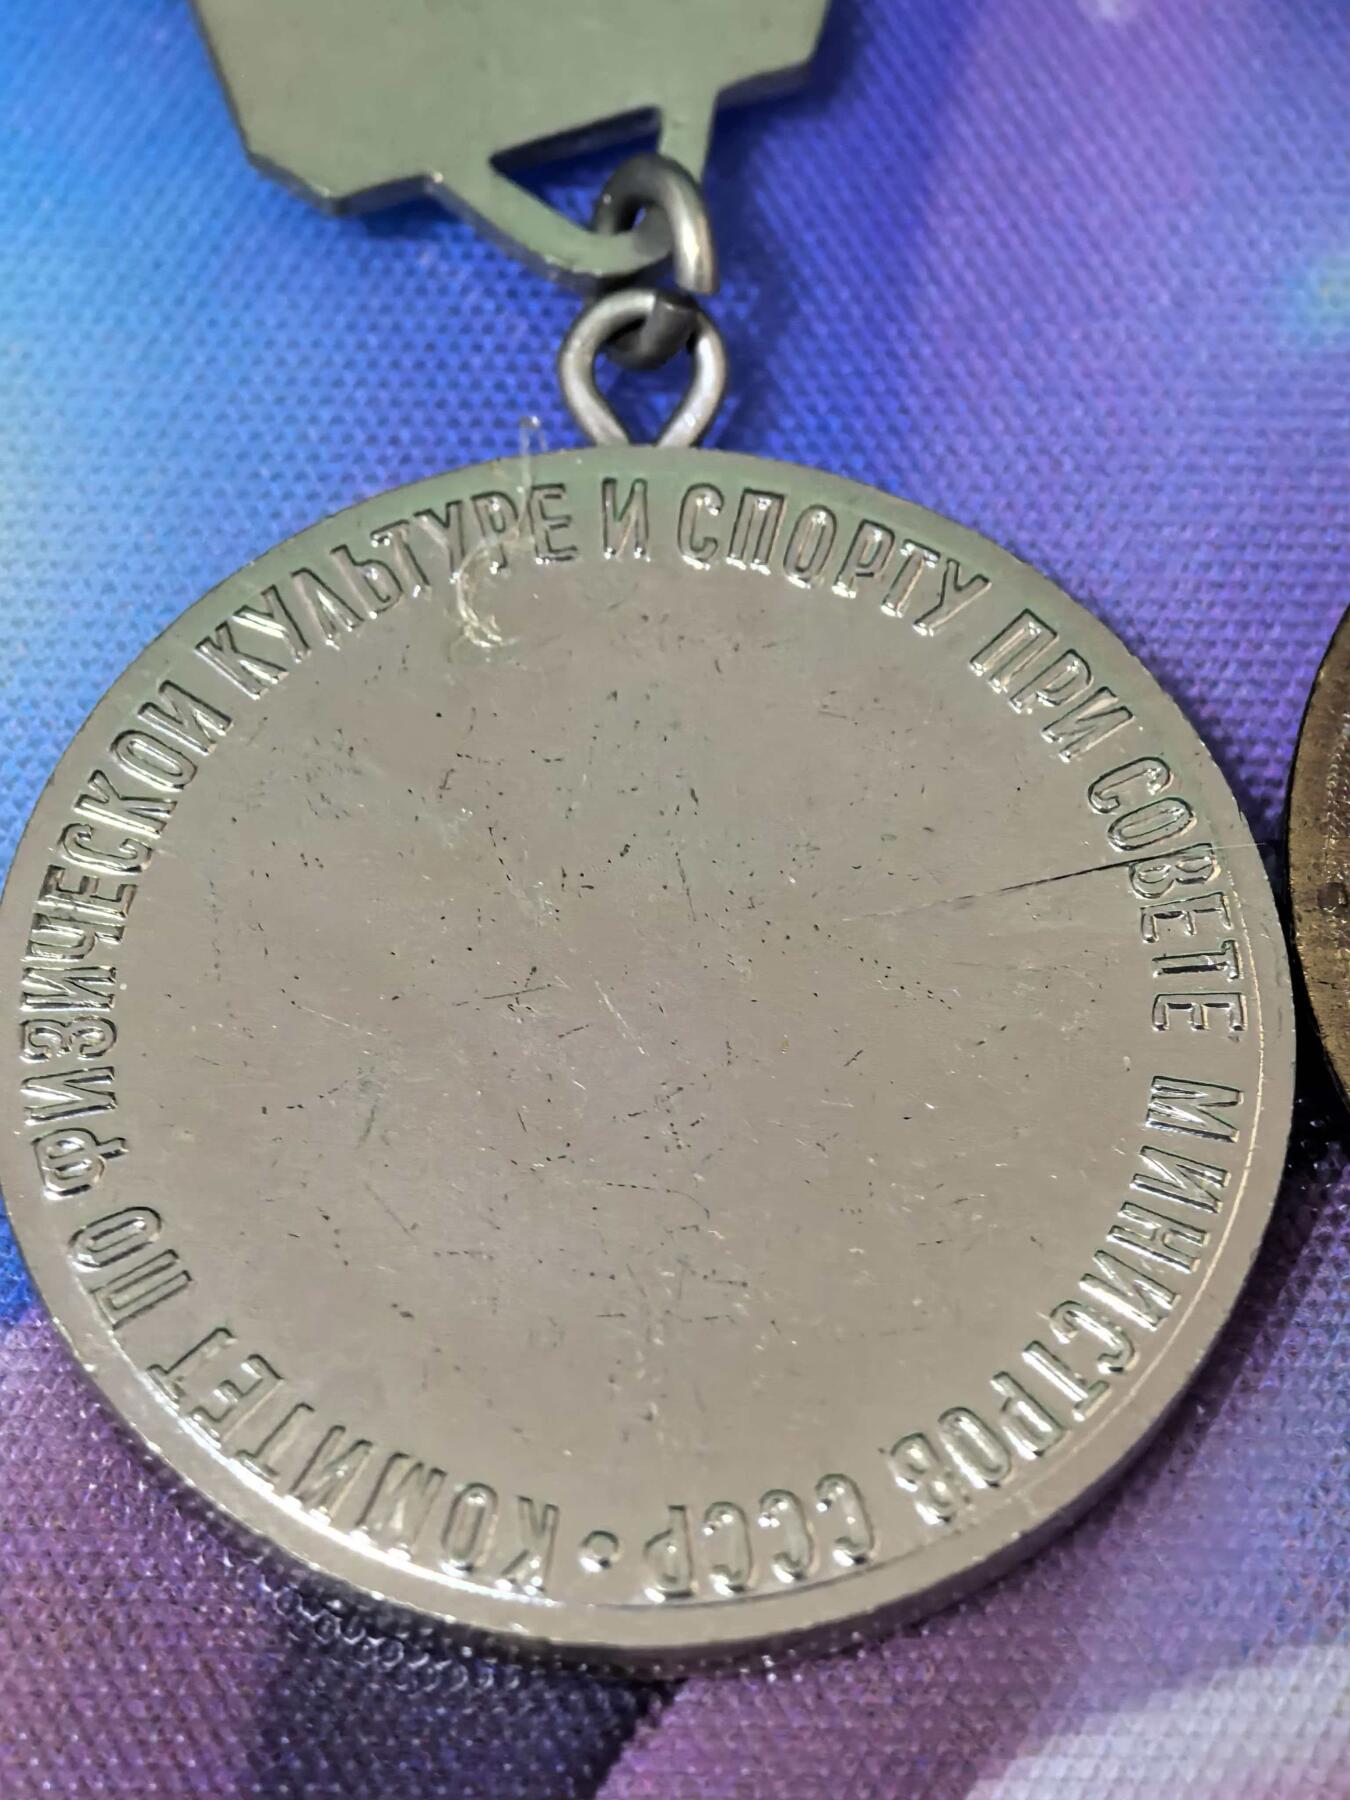 КОМИТЕТ ПО ФИЗИЧЕСКОЙ КУЛЬТУРЕ И СПОРТУ ПРИ СОВЕТЕ МИНИСТРОВ СССР •